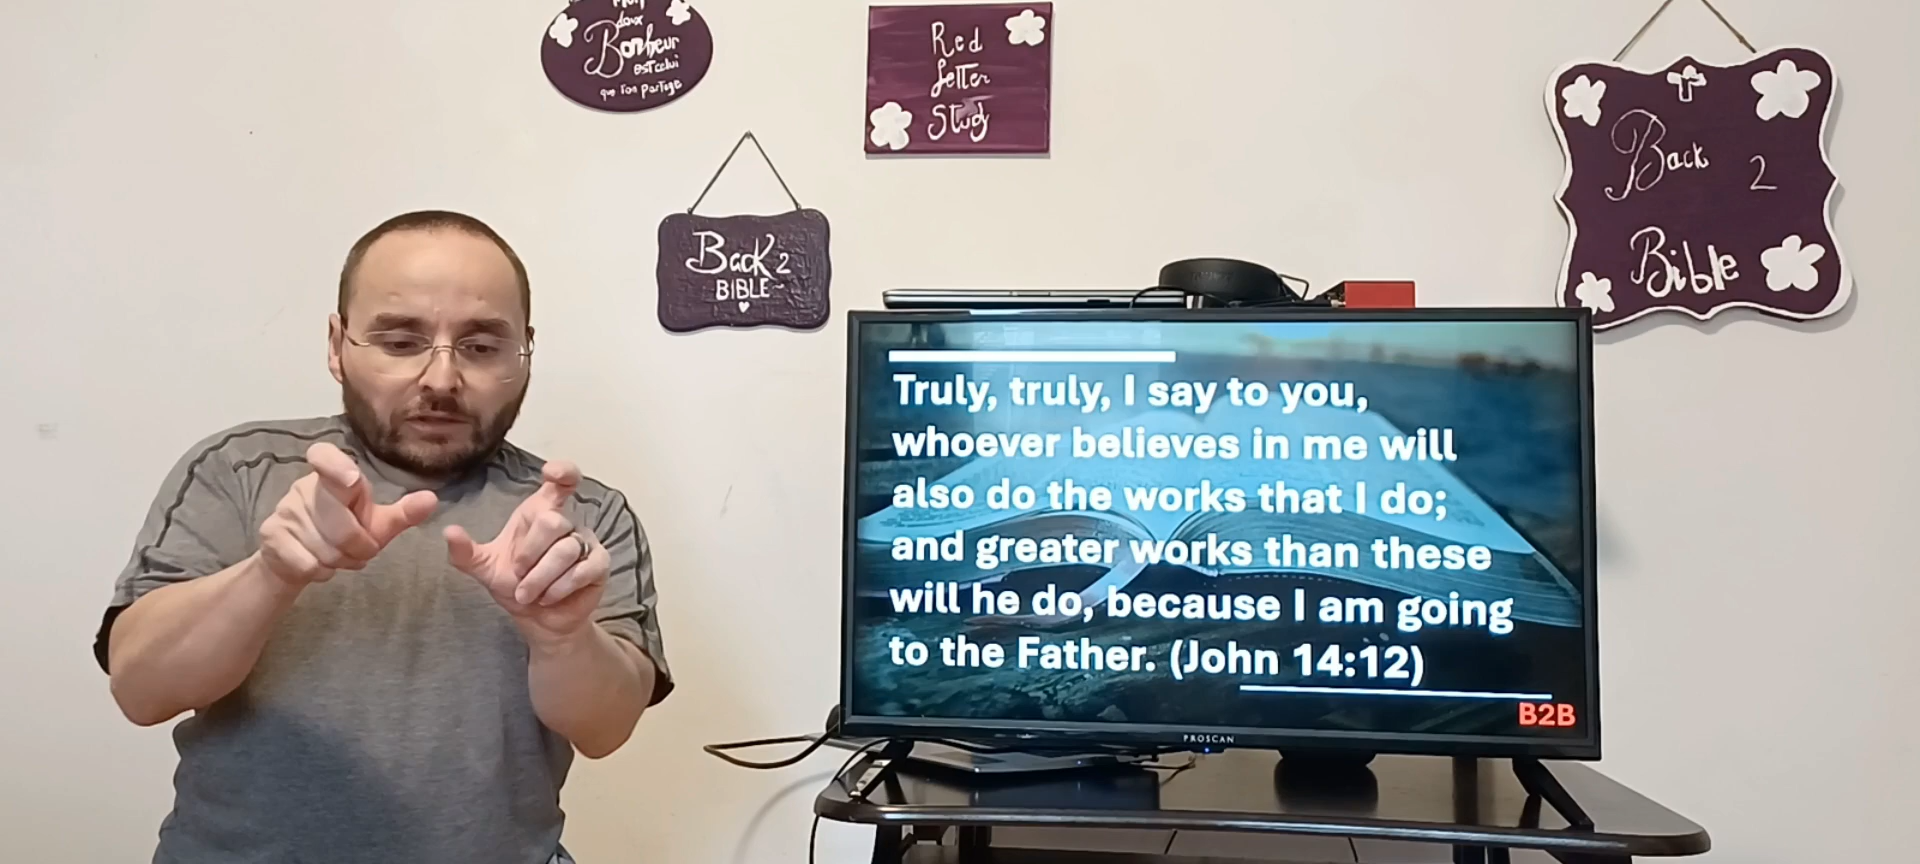 Mon
doux
Bonheur
est celui
que l'on partage
Red
Letter
Study
Back 2
BIBLE
Back 2
Bible
Truly, truly, I say to you,
whoever believes in me will
also do the works that I do;
and greater works than these
will he do, because I am going
to the Father. (John 14:12)
B2B
PROSCAN